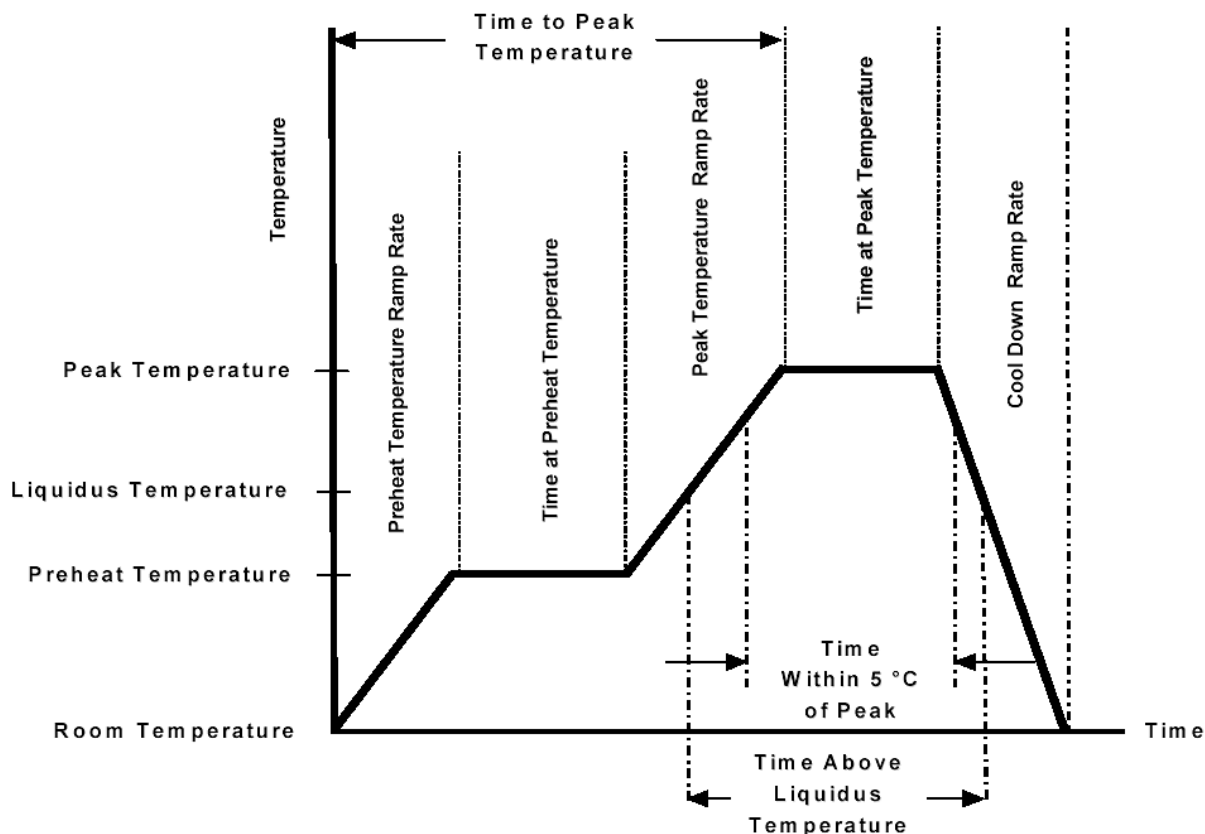 Time to Peak
Temperature
Temperature
Preheat Temperature Ramp Rate
Time at Preheat Temperature
Peak Temperature Ramp Rate
Time at Peak Temperature
Cool Down Ramp Rate
Peak Temperature
Liquidus Temperature
Preheat Temperature
Room Temperature
Time
Within 5 °C
of Peak
Time
Time Above
Liquidus
Temperature